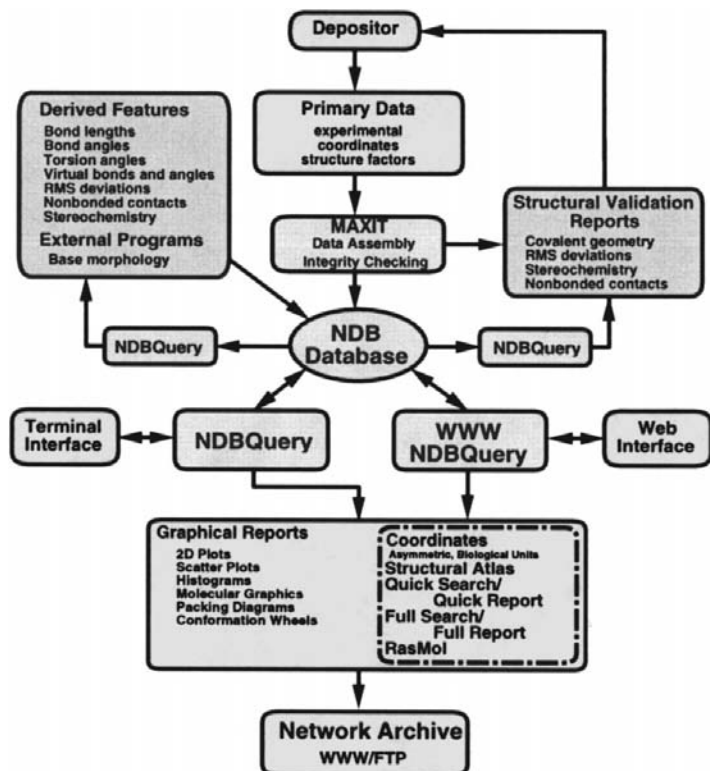 Depositor
Primary Data
experimental
coordinates
structure factors
Derived Features
Bond lengths
Bond angles
Torsion angles
Virtual bonds and angles
RMS deviations
Nonbonded contacts
Stereochemistry
External Programs
Base morphology
MAXIT
Data Assembly
Integrity Checking
Structural Validation
Reports
Covalent geometry
RMS deviations
Stereochemistry
Nonbonded contacts
NDBQuery
NDB
Database
NDBQuery
Terminal
Interface
NDBQuery
WWW
NDBQuery
Web
Interface
Graphical Reports
2D Plots
Scatter Plots
Histograms
Molecular Graphics
Packing Diagrams
Conformation Wheels
Coordinates
Asymmetric, Biological Units
Structural Atlas
Quick Search/
Quick Report
Full Search/
Full Report
RasMol
Network Archive
WWW/FTP